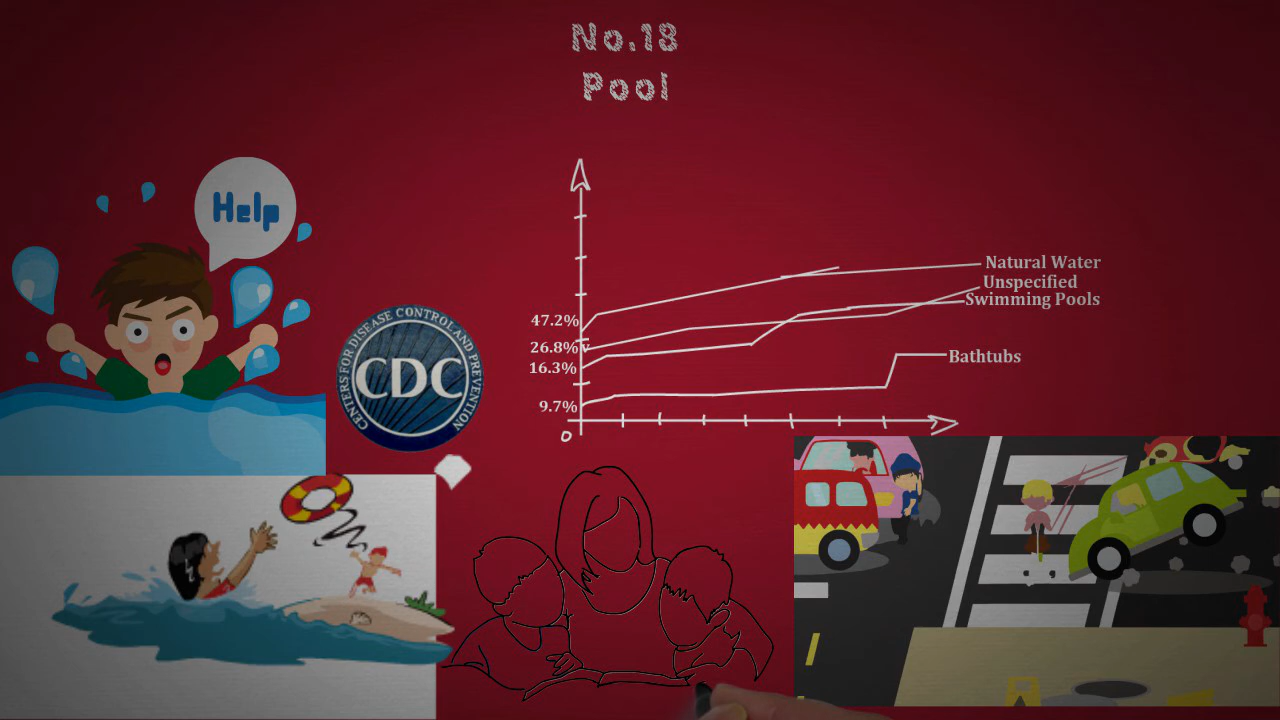 No.18
Pool
Help
CENTERS FOR DISEASE CONTROL AND PREVENTION
CDC
47.2%
26.8%
16.3%
9.7%
0
Natural Water
Unspecified
Swimming Pools
Bathtubs